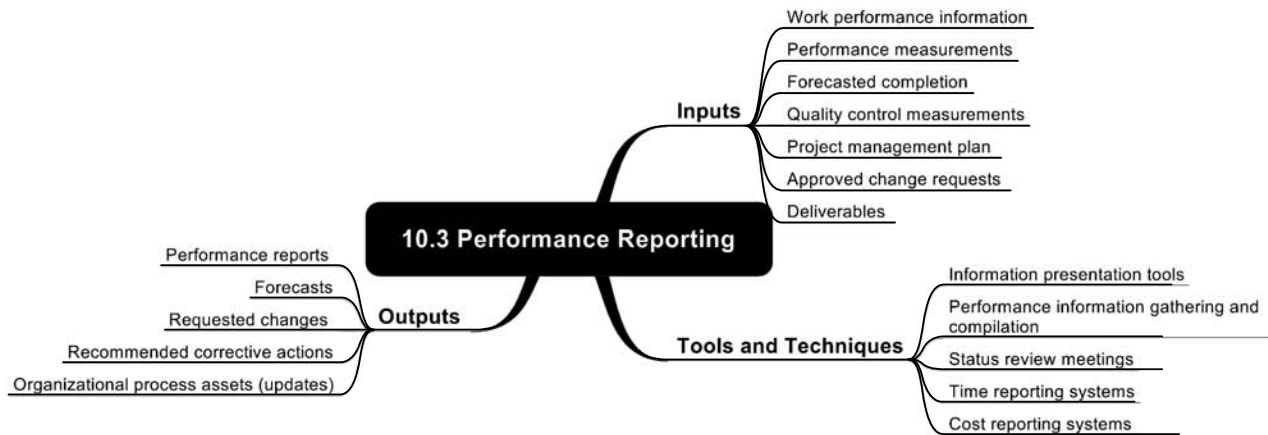 10.3 Performance Reporting
Inputs
Work performance information
Performance measurements
Forecasted completion
Quality control measurements
Project management plan
Approved change requests
Deliverables
Tools and Techniques
Information presentation tools
Performance information gathering and
compilation
Status review meetings
Time reporting systems
Cost reporting systems
Outputs
Performance reports
Forecasts
Requested changes
Recommended corrective actions
Organizational process assets (updates)